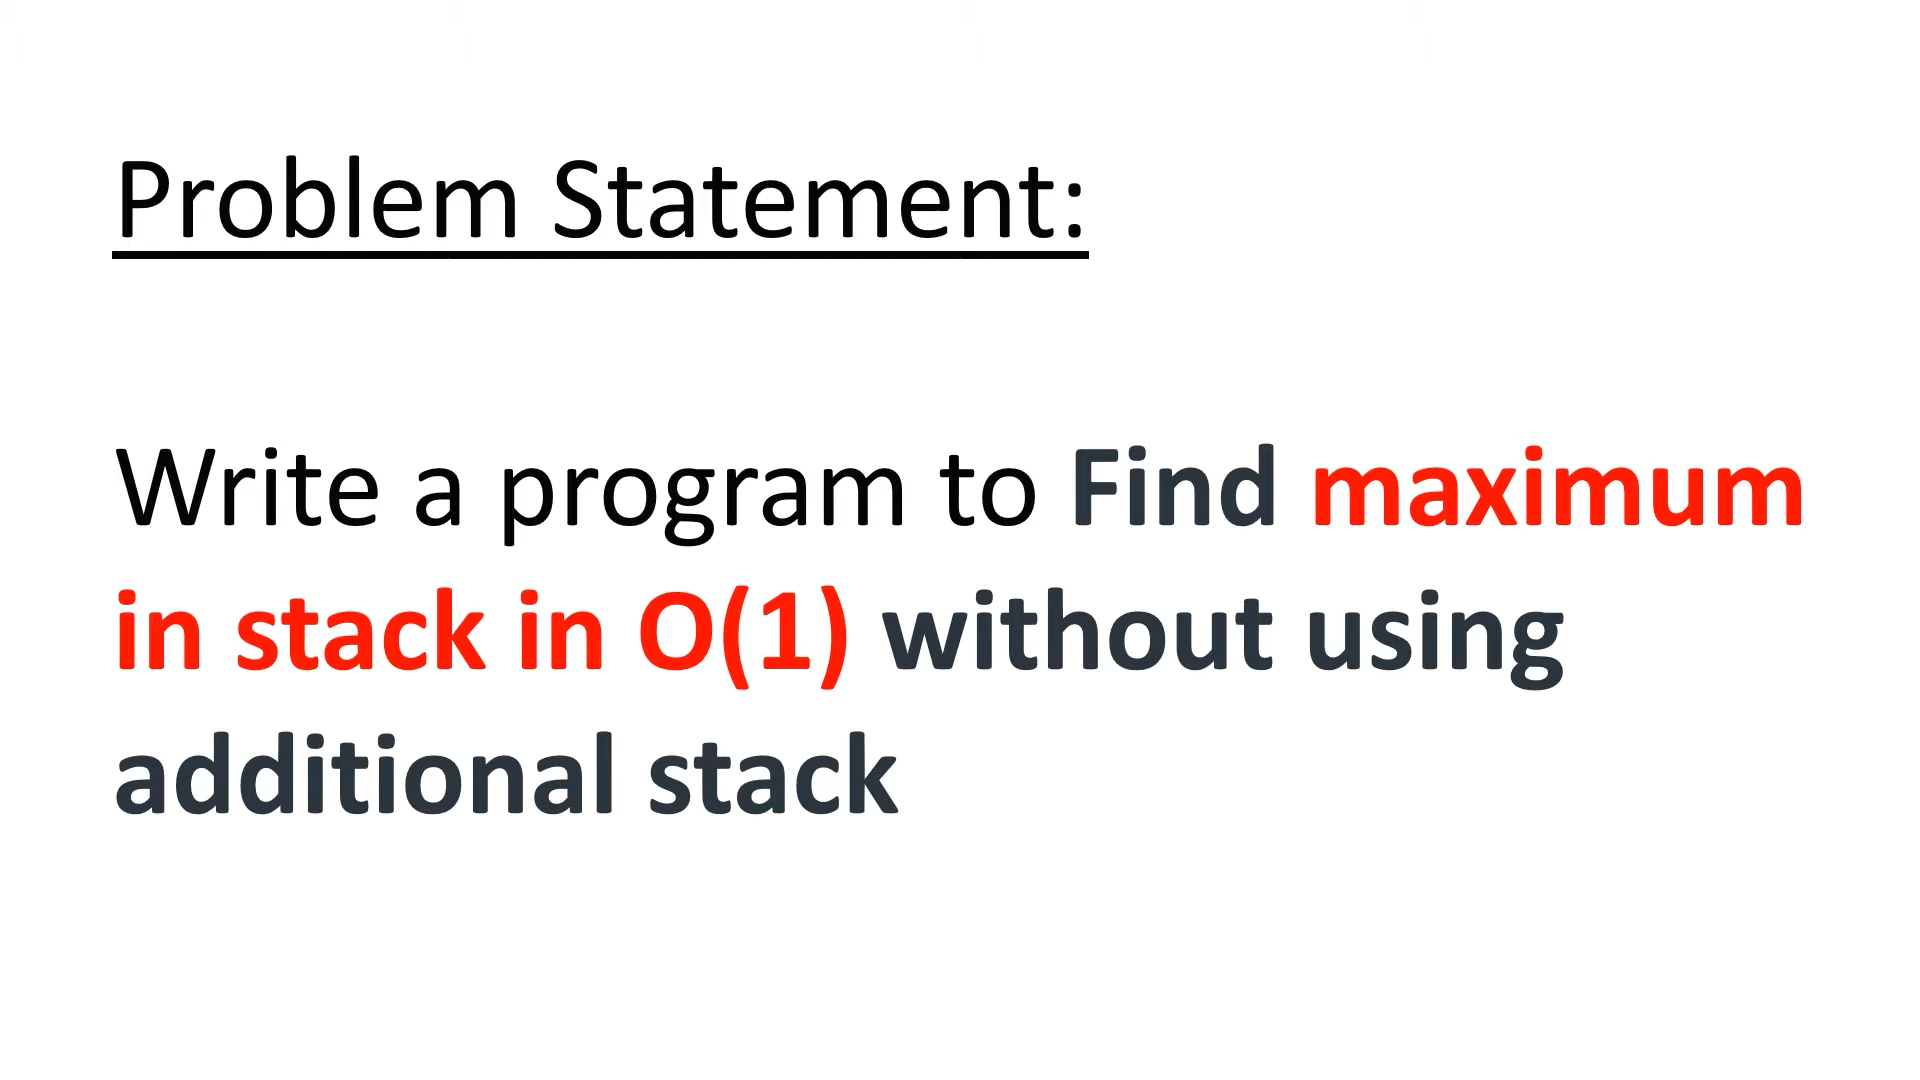 Problem Statement:
Write a program to Find maximum
in stack in O(1) without using
additional stack